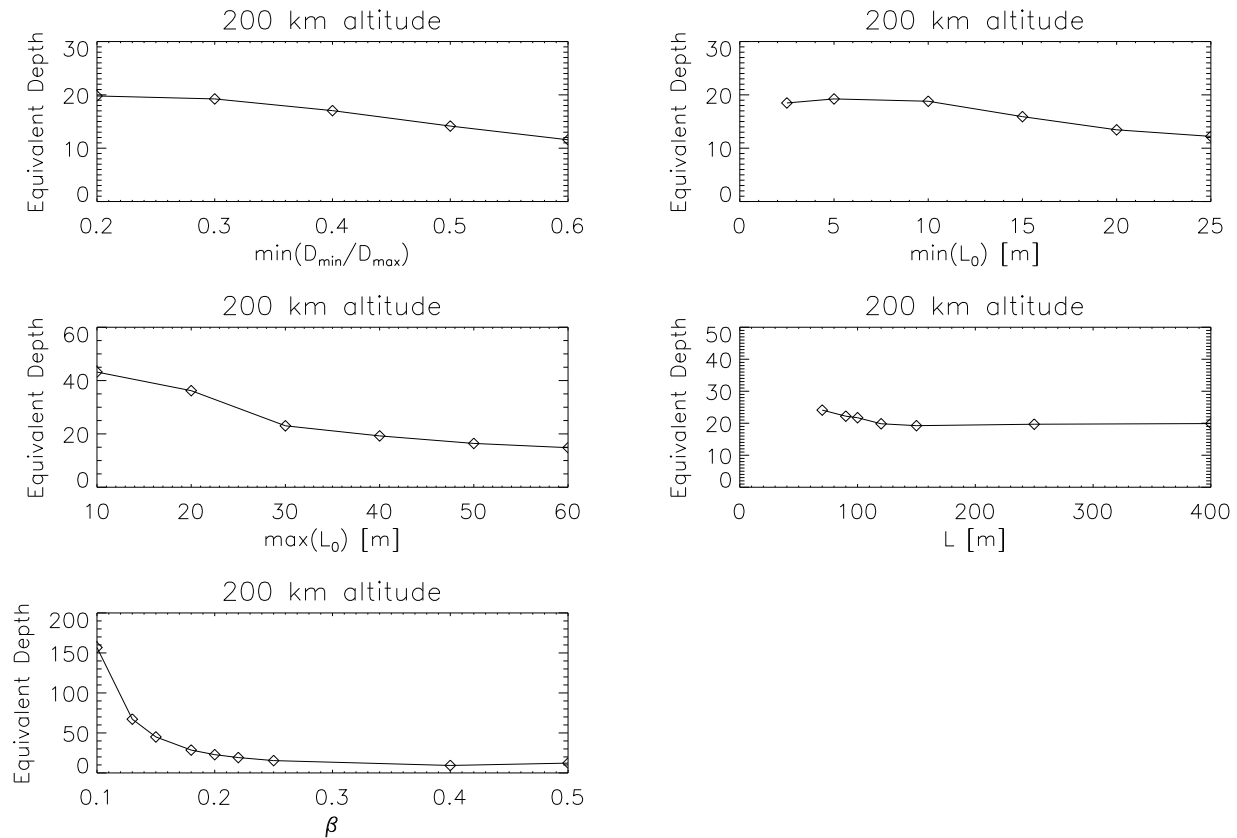 200 km altitude
Equivalent Depth
30
20
10
0
0.2 0.3 0.4 0.5 0.6
min(D_min/D_max)
200 km altitude
Equivalent Depth
30
20
10
0
0 5 10 15 20 25
min(L_0) [m]
200 km altitude
Equivalent Depth
60
40
20
0
10 20 30 40 50 60
max(L_0) [m]
200 km altitude
Equivalent Depth
50
40
30
20
10
0
0 100 200 300 400
L [m]
200 km altitude
Equivalent Depth
200
150
100
50
0
0.1 0.2 0.3 0.4 0.5
β